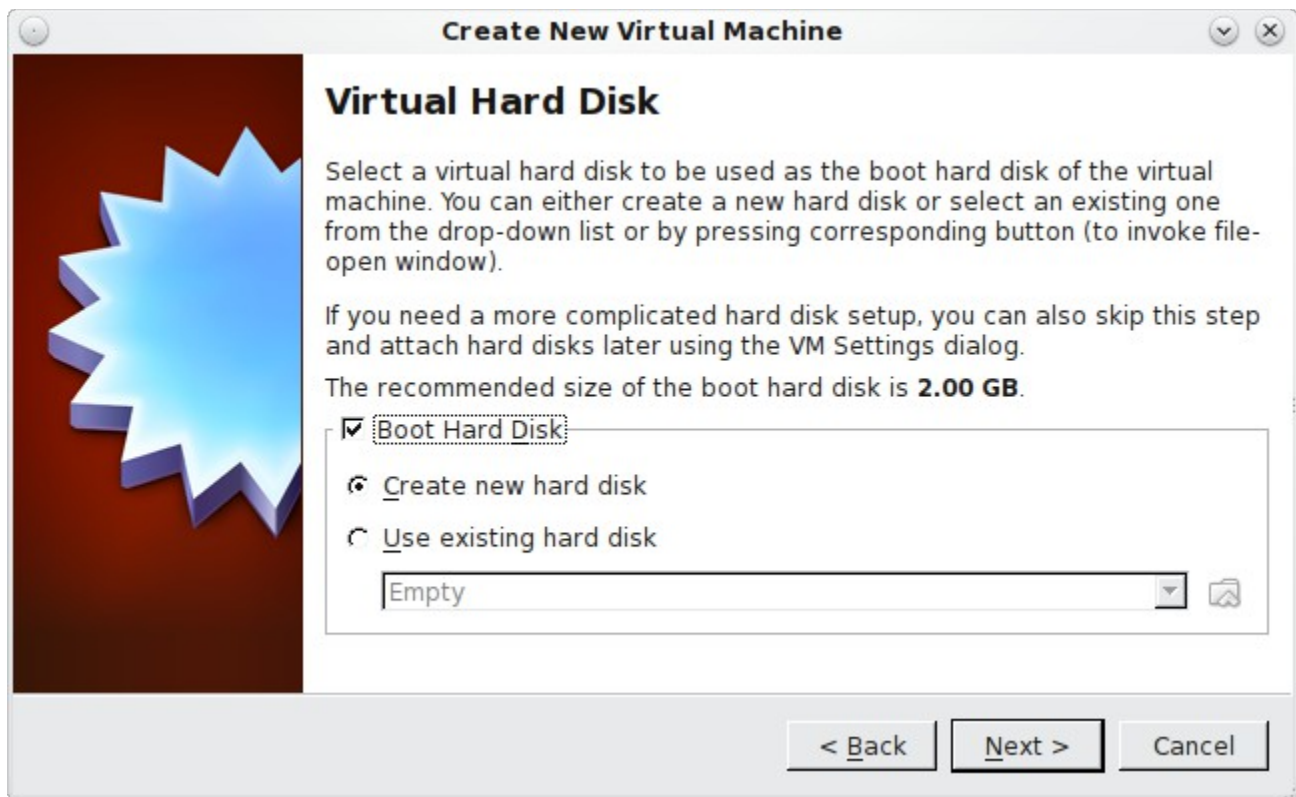 Create New Virtual Machine
Virtual Hard Disk
Select a virtual hard disk to be used as the boot hard disk of the virtual
machine. You can either create a new hard disk or select an existing one
from the drop-down list or by pressing corresponding button (to invoke file-
open window).
If you need a more complicated hard disk setup, you can also skip this step
and attach hard disks later using the VM Settings dialog.
The recommended size of the boot hard disk is 2.00 GB.
Boot Hard Disk
Create new hard disk
Use existing hard disk
Empty
< Back Next > Cancel